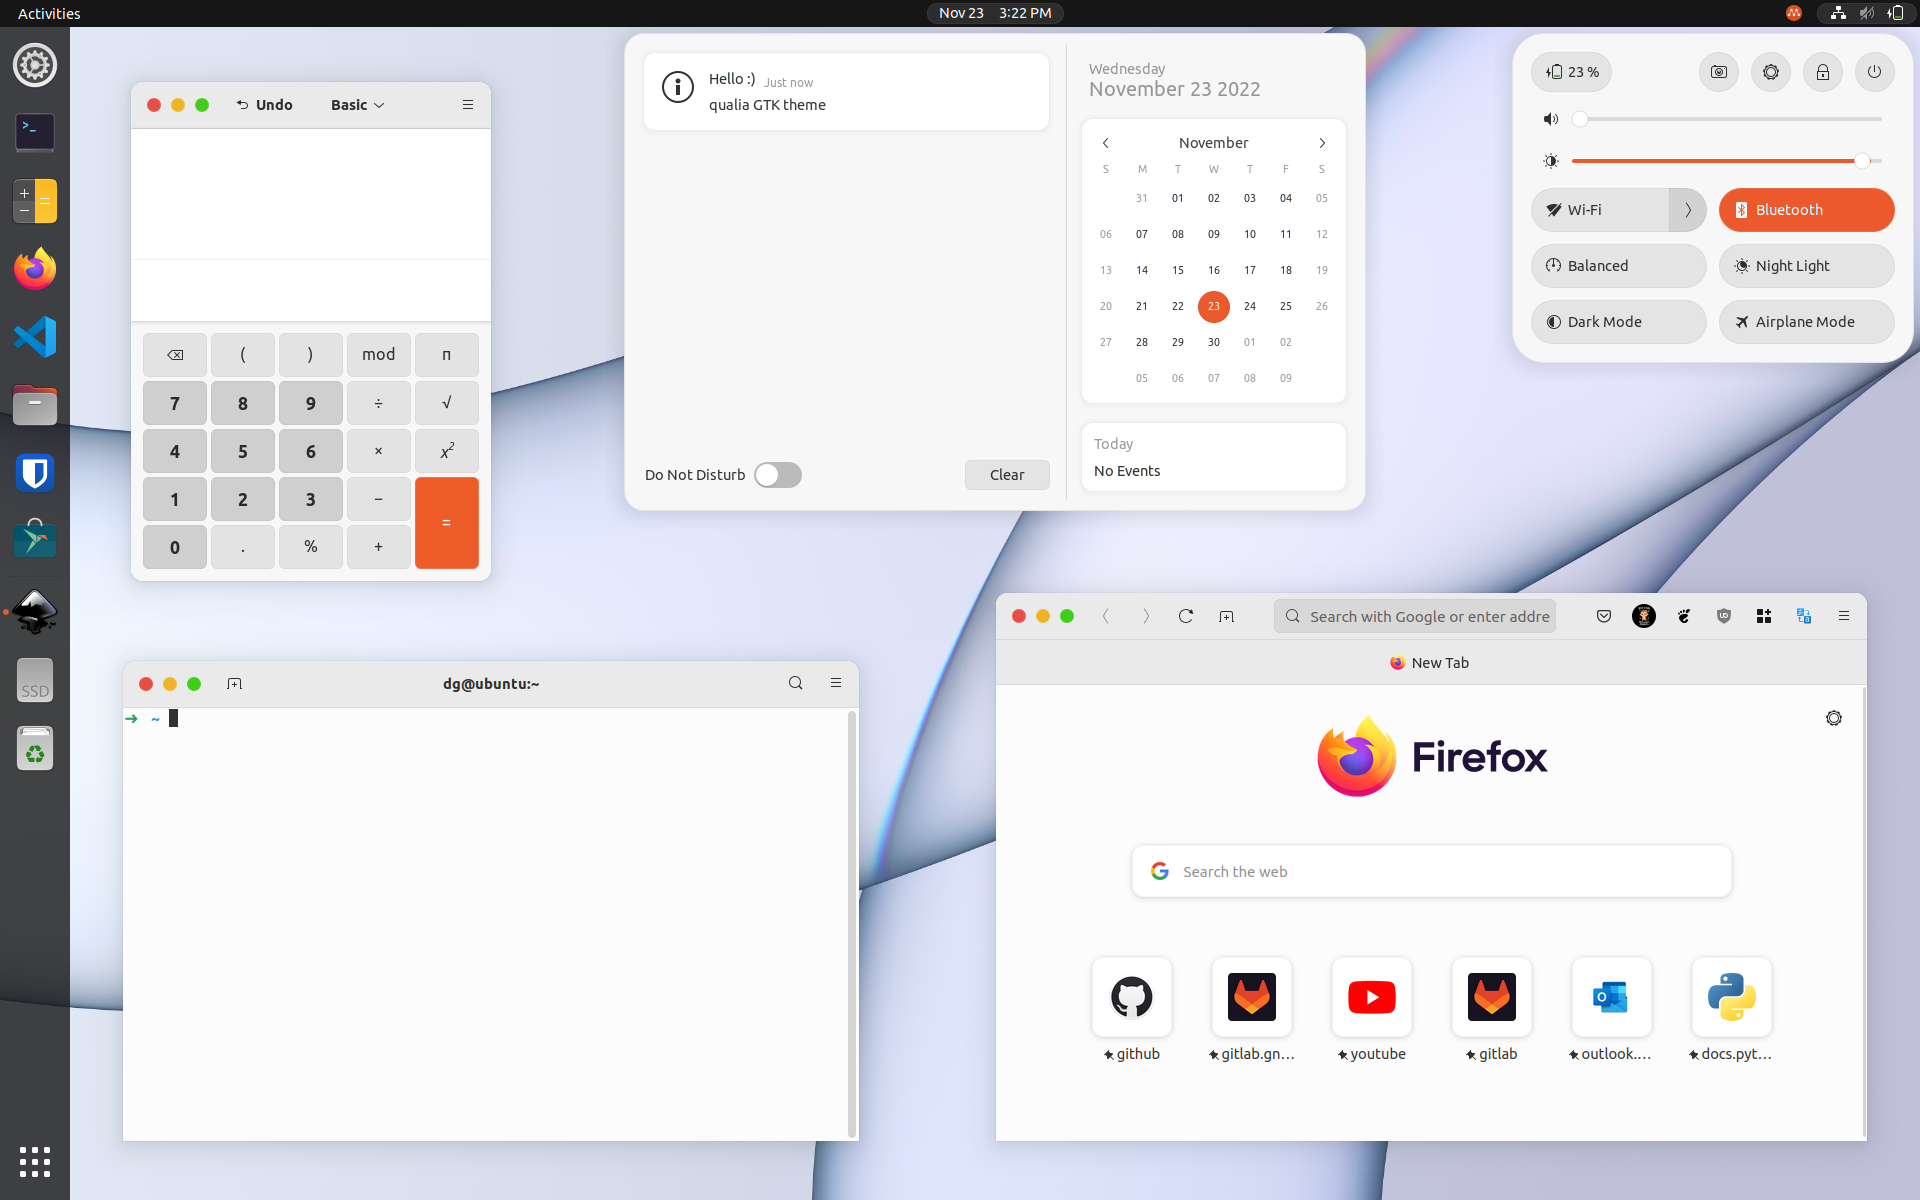 Activities
Nov 23 3:22 PM
Undo
Basic
( ) mod π
7 8 9 ÷ √
4 5 6 × x²
1 2 3 −
=
0 . % +
Hello :) Just now
qualia GTK theme
Do Not Disturb
Clear
Wednesday
November 23 2022
November
S M T W T F S
31 01 02 03 04 05
06 07 08 09 10 11 12
13 14 15 16 17 18 19
20 21 22 23 24 25 26
27 28 29 30 01 02
05 06 07 08 09
Today
No Events
23 %
Wi-Fi
Bluetooth
Balanced
Night Light
Dark Mode
Airplane Mode
SSD
dg@ubuntu:~
➜ ~
Search with Google or enter addre
New Tab
Firefox
Search the web
github
gitlab.gn...
youtube
gitlab
outlook....
docs.pyt...